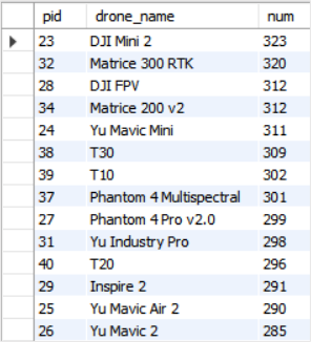 pid drone_name num
23 DJI Mini 2 323
32 Matrice 300 RTK 320
28 DJI FPV 312
34 Matrice 200 v2 312
24 Yu Mavic Mini 311
38 T30 309
39 T10 302
37 Phantom 4 Multispectral 301
27 Phantom 4 Pro v2.0 299
31 Yu Industry Pro 298
40 T20 296
29 Inspire 2 291
25 Yu Mavic Air 2 290
26 Yu Mavic 2 285